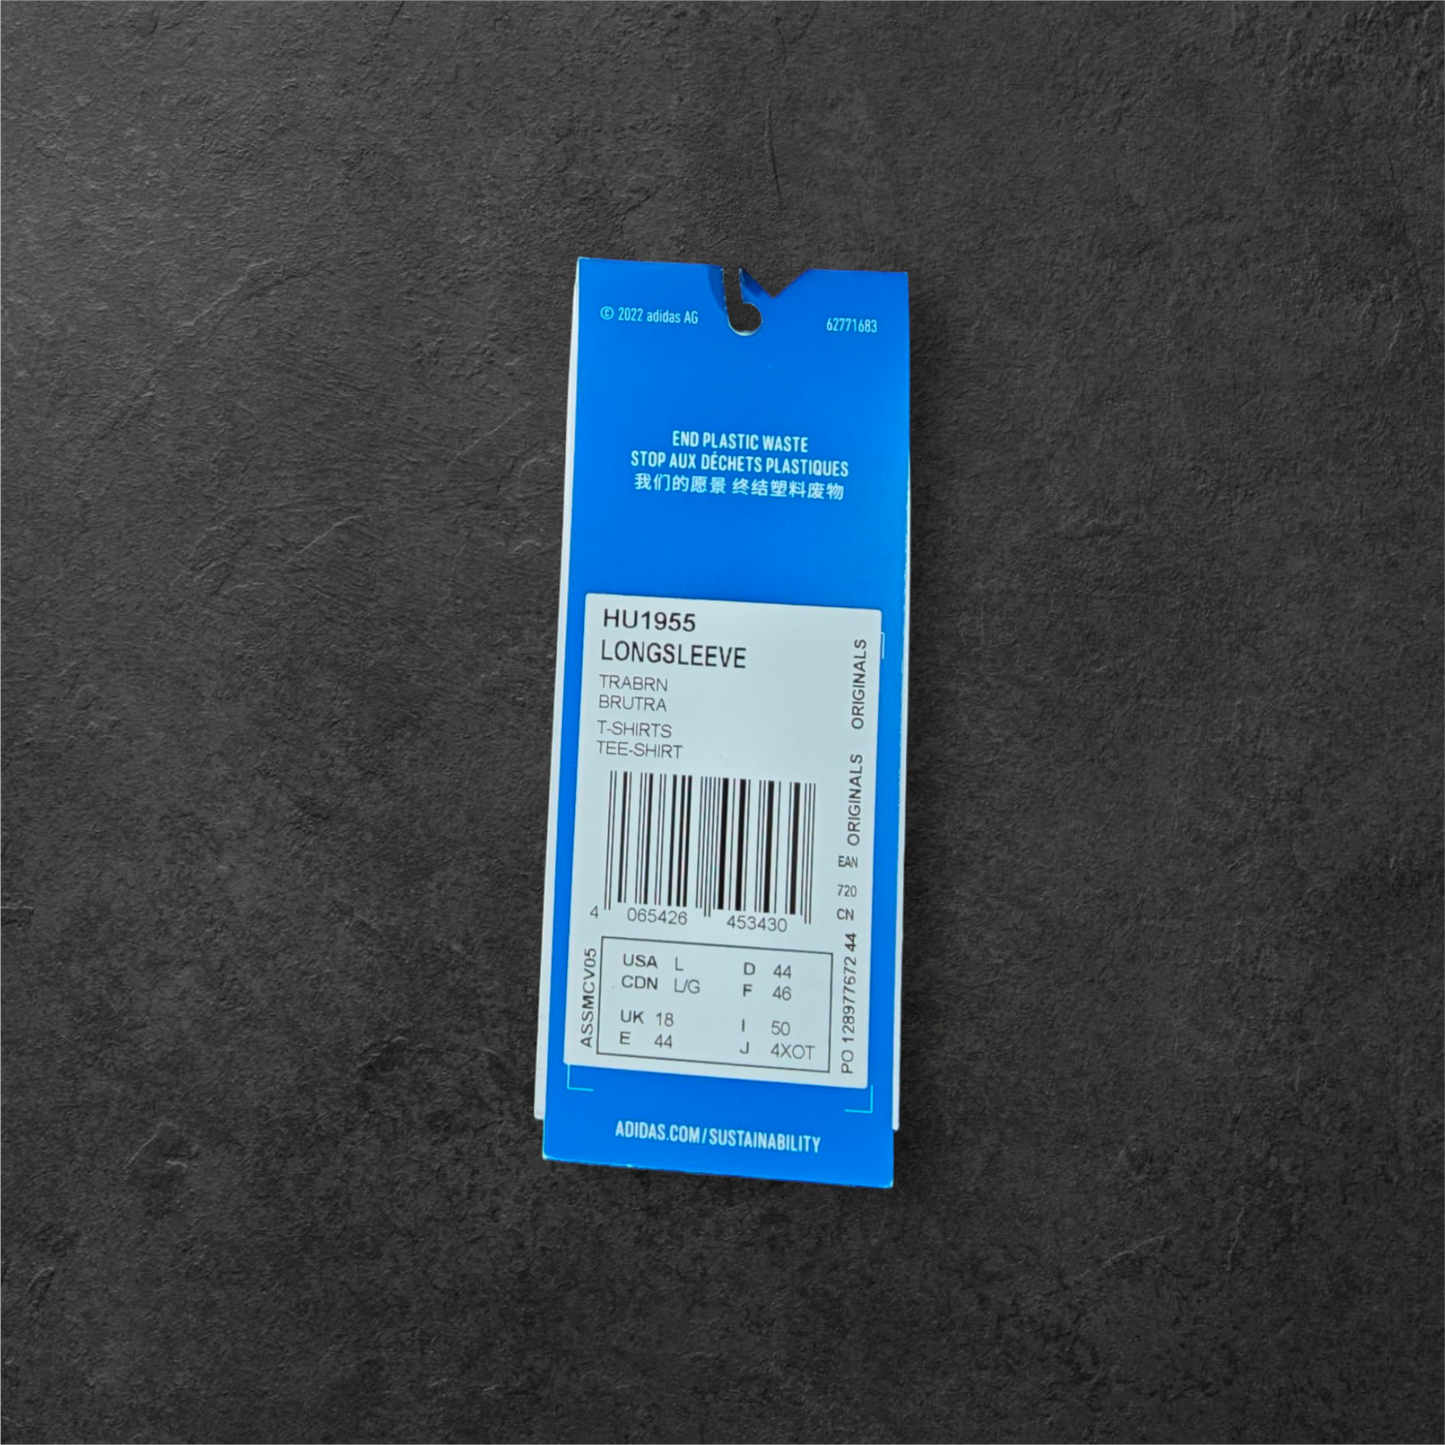 © 2022 adidas AG
62771683
END PLASTIC WASTE
STOP AUX DÉCHETS PLASTIQUES
我们的愿景 终结塑料废物
HU1955
LONGSLEEVE
TRABRN
BRUTRA
T-SHIRTS
TEE-SHIRT
ORIGINALS
ORIGINALS
EAN
720
CN
4 065426 453430
ASSMCV05
USA L D 44
CDN L/G F 46
UK 18 I 50
E 44 J 4XOT
PO 128977672 44
ADIDAS.COM/SUSTAINABILITY